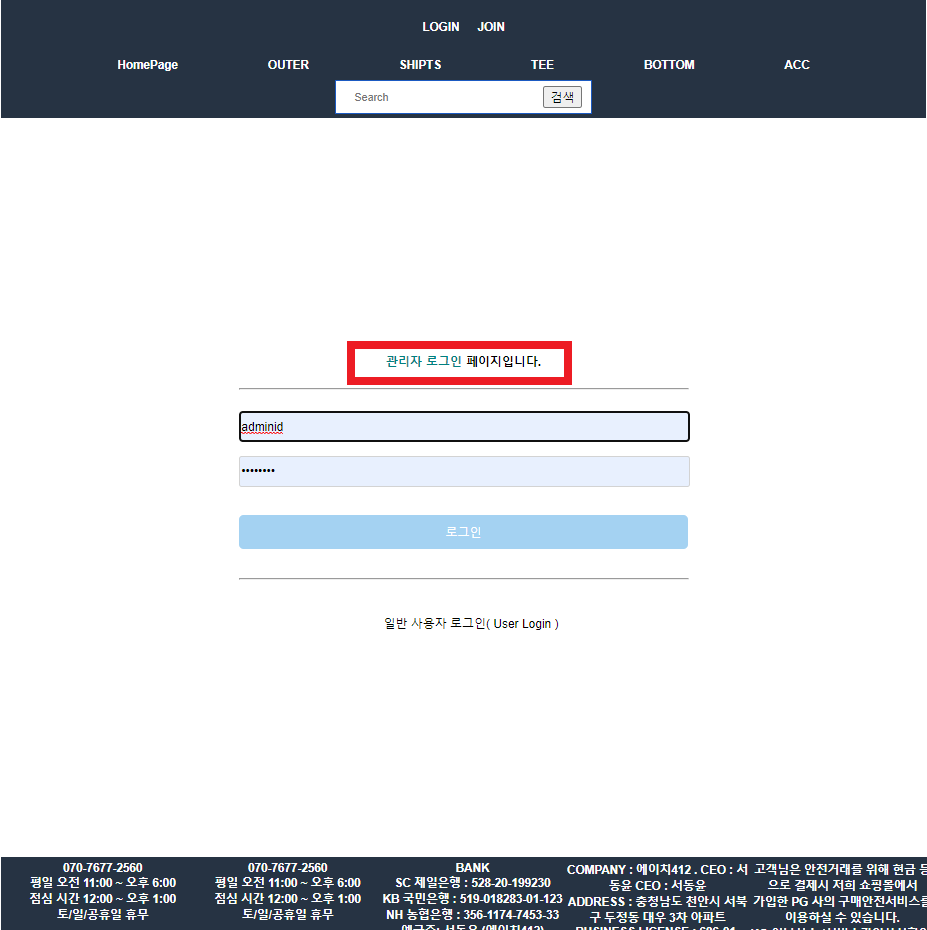 LOGIN JOIN
HomePage OUTER SHIPTS TEE BOTTOM ACC
Search 검색
관리자 로그인 페이지입니다.
adminid
••••••••
로그인
일반 사용자 로그인( User Login )
070-7677-2560
평일 오전 11:00 ~ 오후 6:00
점심 시간 12:00 ~ 오후 1:00
토/일/공휴일 휴무
070-7677-2560
평일 오전 11:00 ~ 오후 6:00
점심 시간 12:00 ~ 오후 1:00
토/일/공휴일 휴무
BANK
SC 제일은행 : 528-20-199230
KB 국민은행 : 519-018283-01-123
NH 농협은행 : 356-1174-7453-33
예금주: 서동윤 (에이치412)
COMPANY : 에이치412 . CEO : 서
동윤 CEO : 서동윤
ADDRESS : 충청남도 천안시 서북
구 두정동 대우 3차 아파트
BUSINESS LICENSE : 606-01-
고객님은 안전거래를 위해 현금 등
으로 결제시 저희 쇼핑몰에서
가입한 PG 사의 구매안전서비스를
이용하실 수 있습니다.